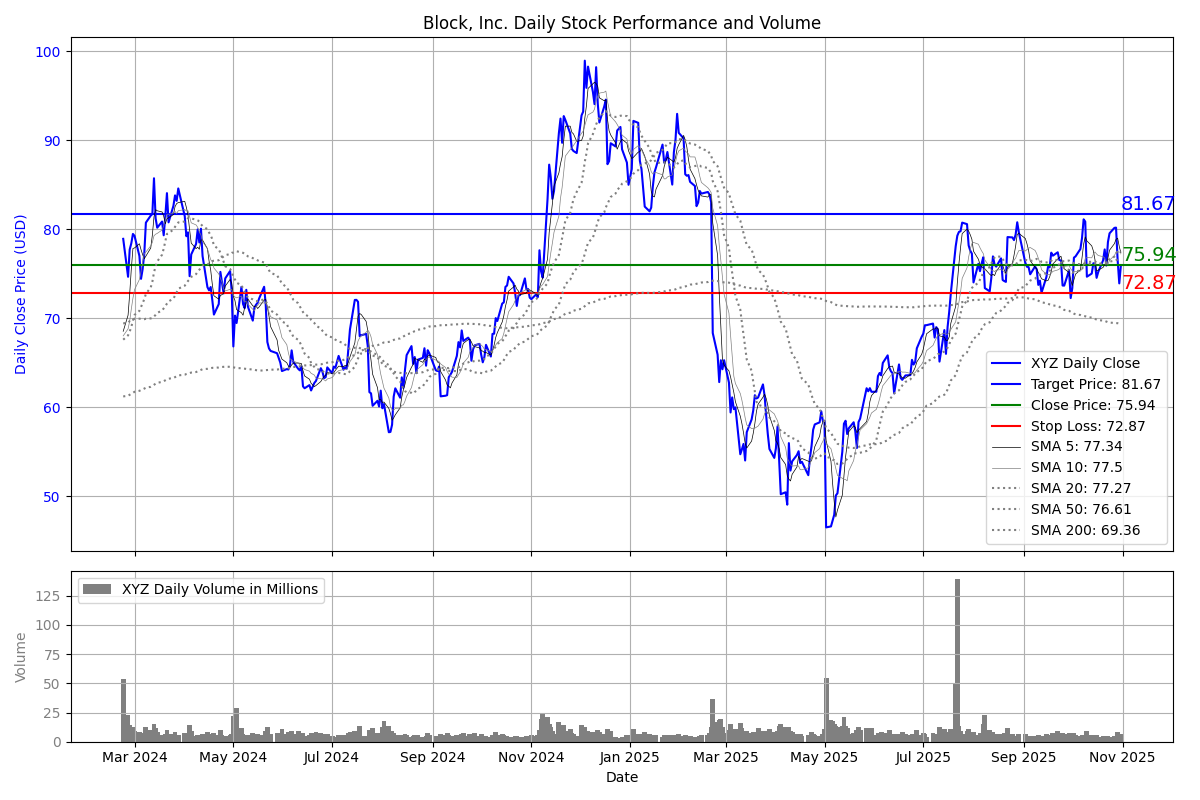 Block, Inc. Daily Stock Performance and Volume
Daily Close Price (USD)
100
90
80
70
60
50
81.67
75.94
72.87
XYZ Daily Close
Target Price: 81.67
Close Price: 75.94
Stop Loss: 72.87
SMA 5: 77.34
SMA 10: 77.5
SMA 20: 77.27
SMA 50: 76.61
SMA 200: 69.36
Volume
125
100
75
50
25
0
XYZ Daily Volume in Millions
Mar 2024 May 2024 Jul 2024 Sep 2024 Nov 2024 Jan 2025 Mar 2025 May 2025 Jul 2025 Sep 2025 Nov 2025
Date